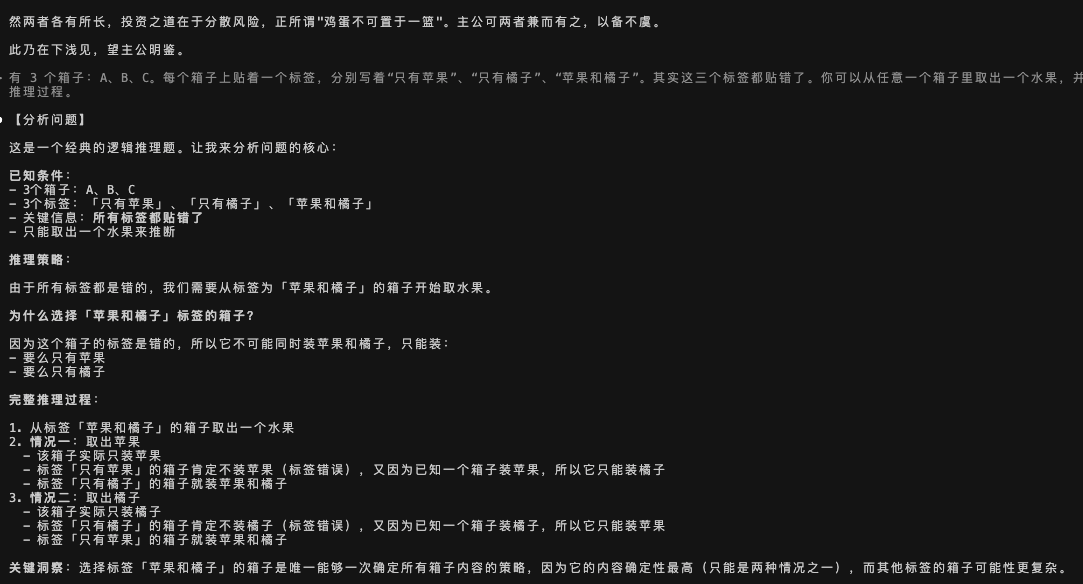 然两者各有所长，投资之道在于分散风险，正所谓"鸡蛋不可置于一篮"。主公可两者兼而有之，以备不虞。
此乃在下浅见，望主公明鉴。
有 3 个箱子：A、B、C。每个箱子上贴着一个标签，分别写着“只有苹果”、“只有橘子”、“苹果和橘子”。其实这三个标签都贴错了。你可以从任意一个箱子里取出一个水果，并
推理过程。
【分析问题】
这是一个经典的逻辑推理题。让我来分析问题的核心：
已知条件：
- 3个箱子：A、B、C
- 3个标签：「只有苹果」、「只有橘子」、「苹果和橘子」
- 关键信息：所有标签都贴错了
- 只能取出一个水果来推断
推理策略：
由于所有标签都是错的，我们需要从标签为「苹果和橘子」的箱子开始取水果。
为什么选择「苹果和橘子」标签的箱子？
因为这个箱子的标签是错的，所以它不可能同时装苹果和橘子，只能装：
- 要么只有苹果
- 要么只有橘子
完整推理过程：
1. 从标签「苹果和橘子」的箱子取出一个水果
2. 情况一：取出苹果
- 该箱子实际只装苹果
- 标签「只有苹果」的箱子肯定不装苹果（标签错误），又因为已知一个箱子装苹果，所以它只能装橘子
- 标签「只有橘子」的箱子就装苹果和橘子
3. 情况二：取出橘子
- 该箱子实际只装橘子
- 标签「只有橘子」的箱子肯定不装橘子（标签错误），又因为已知一个箱子装橘子，所以它只能装苹果
- 标签「只有苹果」的箱子就装苹果和橘子
关键洞察：选择标签「苹果和橘子」的箱子是唯一能够一次确定所有箱子内容的策略，因为它的内容确定性最高（只能是两种情况之一），而其他标签的箱子可能性更复杂。